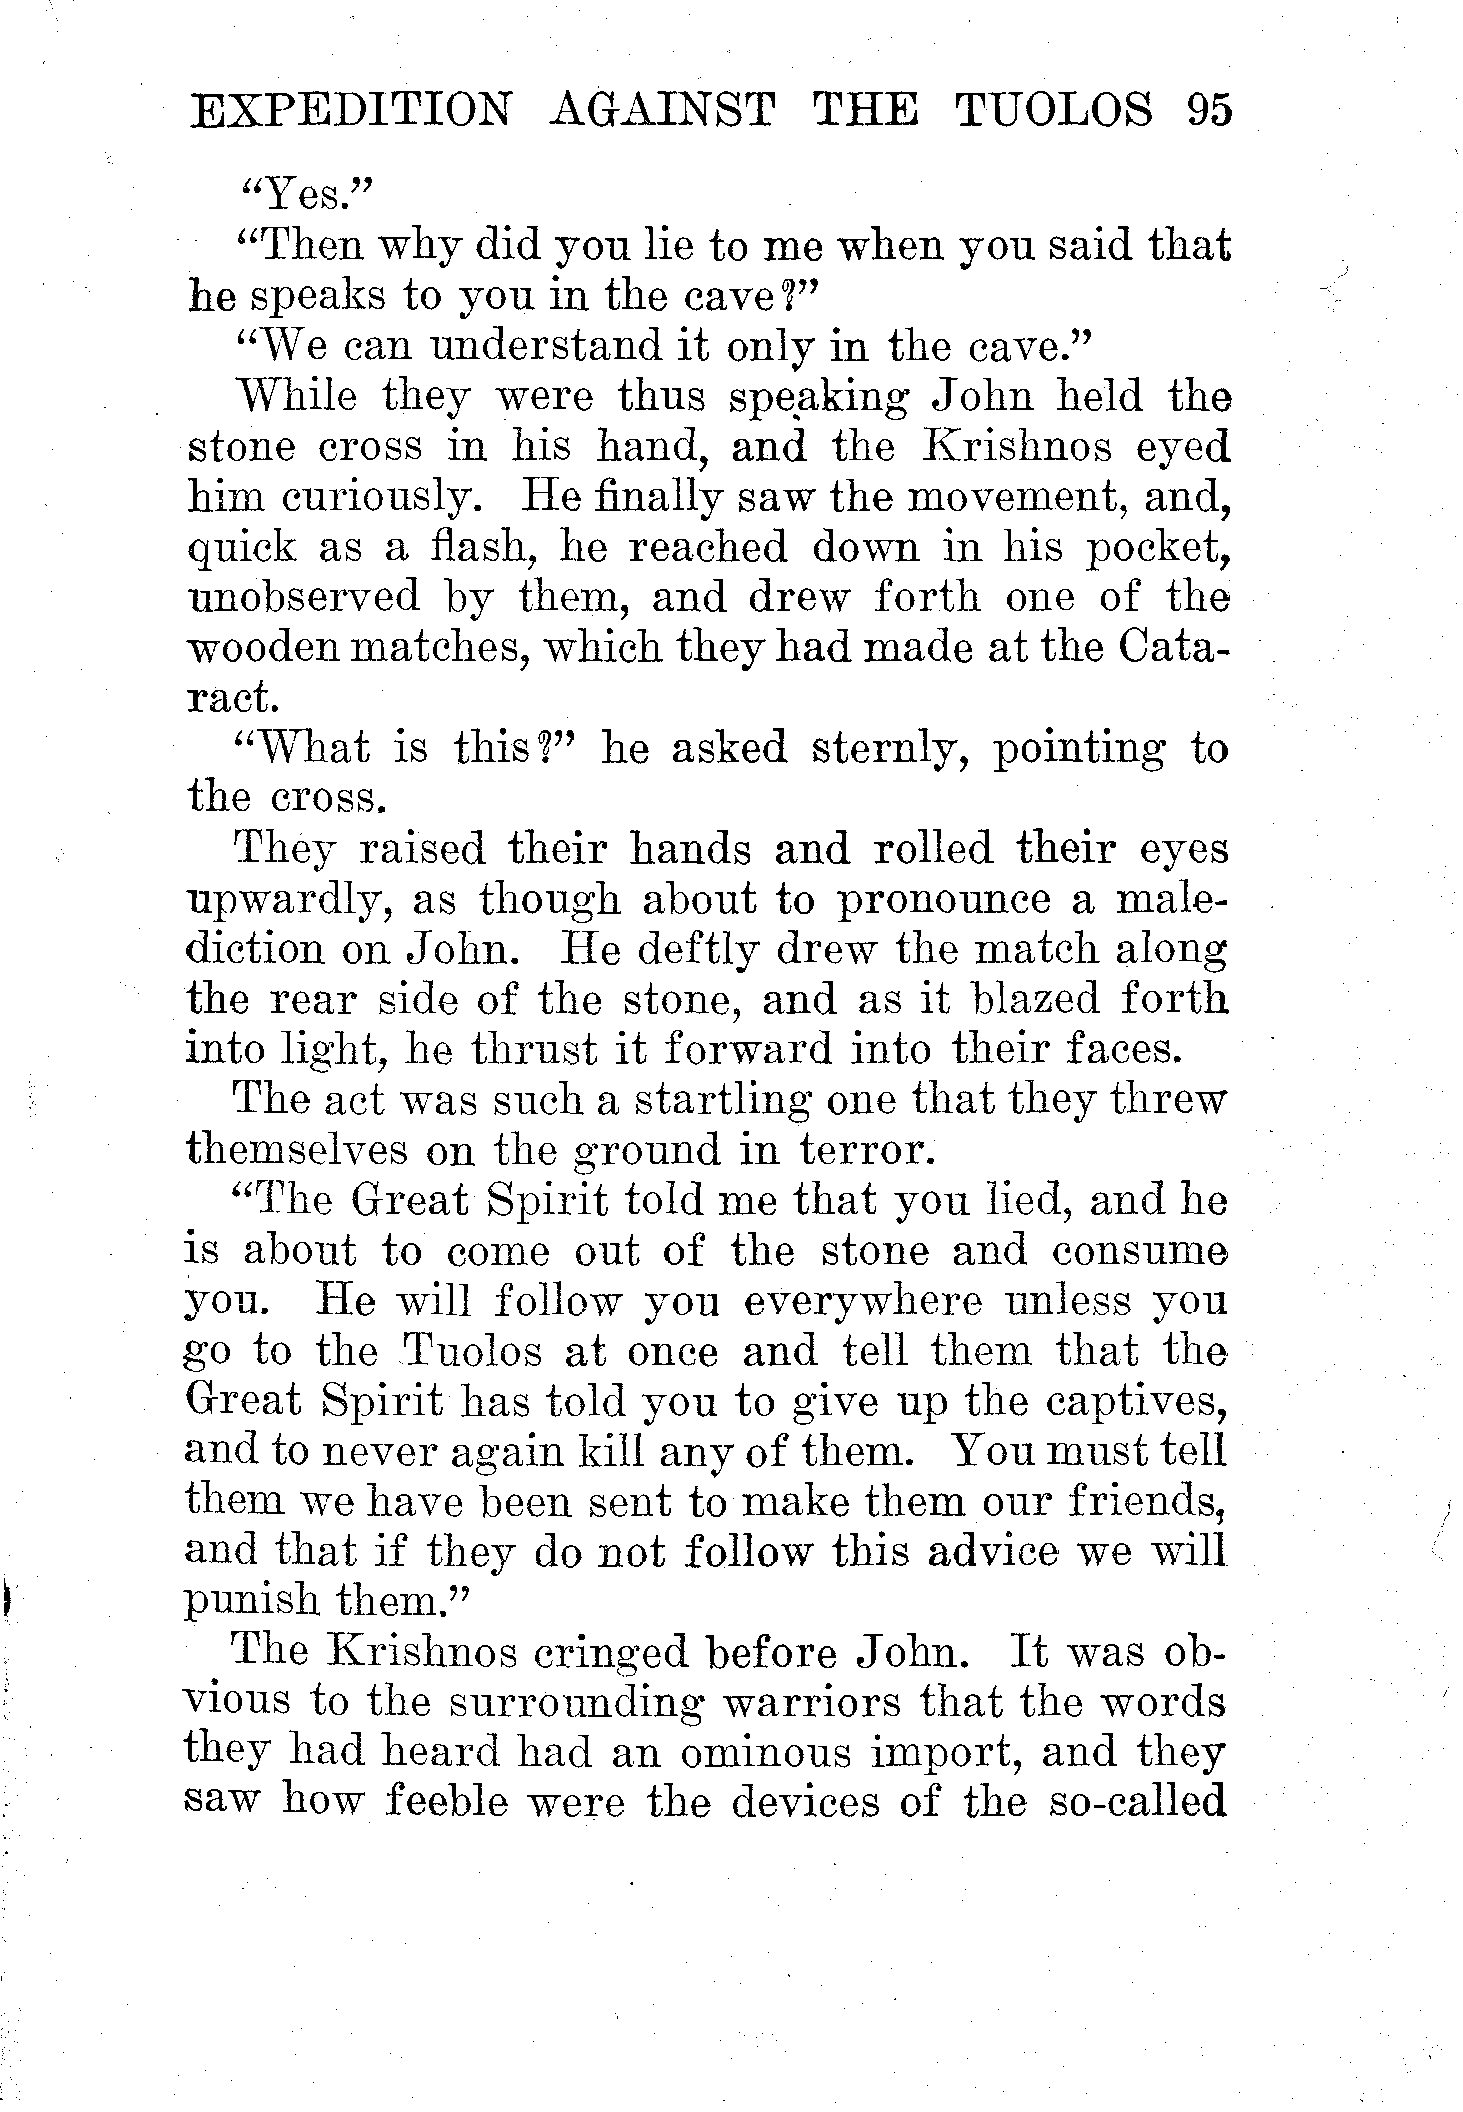 EXPEDITION AGAINST THE TUOLOS 95
"Yes."
"Then why did you lie to me when you said that
he speaks to you in the cave?"
"We can understand it only in the cave."
While they were thus speaking John held the
stone cross in his hand, and the Krishnos eyed
him curiously. He finally saw the movement, and,
quick as a flash, he reached down in his pocket,
unobserved by them, and drew forth one of the
wooden matches, which they had made at the Cata-
ract.
"What is this?" he asked sternly, pointing to
the cross.
They raised their hands and rolled their eyes
upwardly, as though about to pronounce a male-
diction on John. He deftly drew the match along
the rear side of the stone, and as it blazed forth
into light, he thrust it forward into their faces.
The act was such a startling one that they threw
themselves on the ground in terror.
"The Great Spirit told me that you lied, and he
is about to come out of the stone and consume
you. He will follow you everywhere unless you
go to the Tuolos at once and tell them that the
Great Spirit has told you to give up the captives,
and to never again kill any of them. You must tell
them we have been sent to make them our friends,
and that if they do not follow this advice we will
punish them."
The Krishnos cringed before John. It was ob-
vious to the surrounding warriors that the words
they had heard had an ominous import, and they
saw how feeble were the devices of the so-called